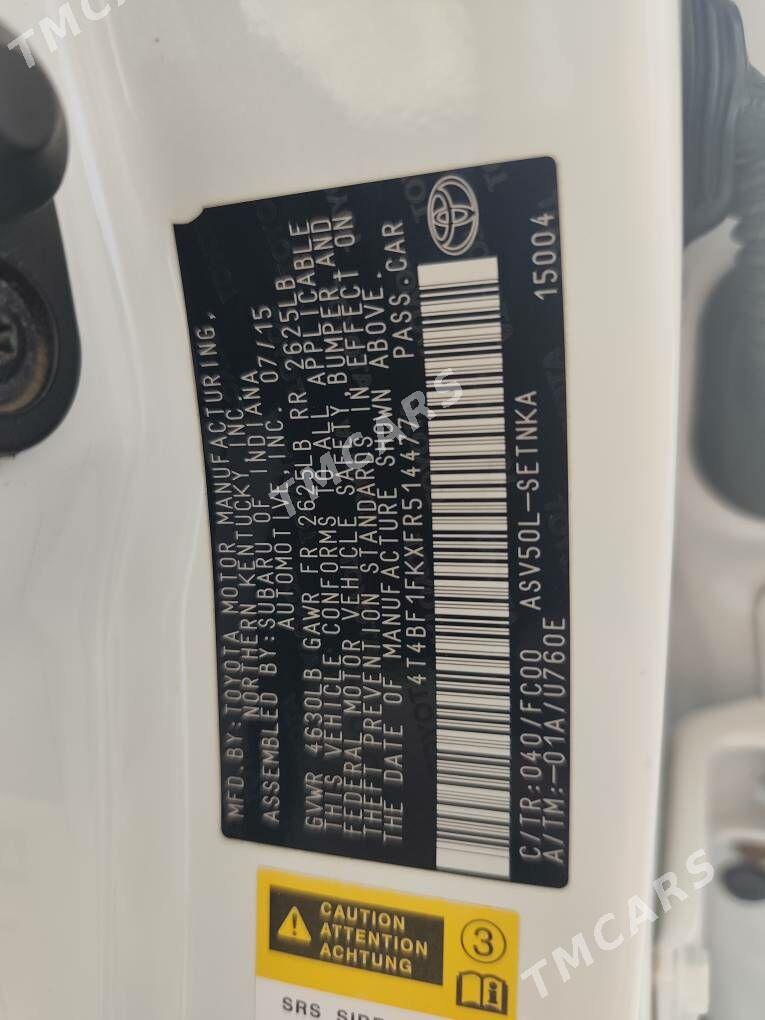 MFD.BY:TOYOTA MOTOR MANUFACTURING,
NORTHERN KENTUCKY, INC.
ASSEMBLED BY:SUBARU OF INDIANA
AUTOMOTIVE, INC. 07/15
GVWR 4630LB GAWR FR 2625LB RR 2625LB
THIS VEHICLE CONFORMS TO ALL APPLICABLE
FEDERAL MOTOR VEHICLE SAFETY, BUMPER, AND
THEFT PREVENTION STANDARDS IN EFFECT ON
THE DATE OF MANUFACTURE SHOWN ABOVE.
4T4BF1FKXFR514477 PASS.CAR
C/TR:040/FC00 ASV50L-SETNKA 15004
A/TM:-01A/U760E
CAUTION
ATTENTION
ACHTUNG
3
SRS SIDE
TMCARS
TMCARS
TMCARS